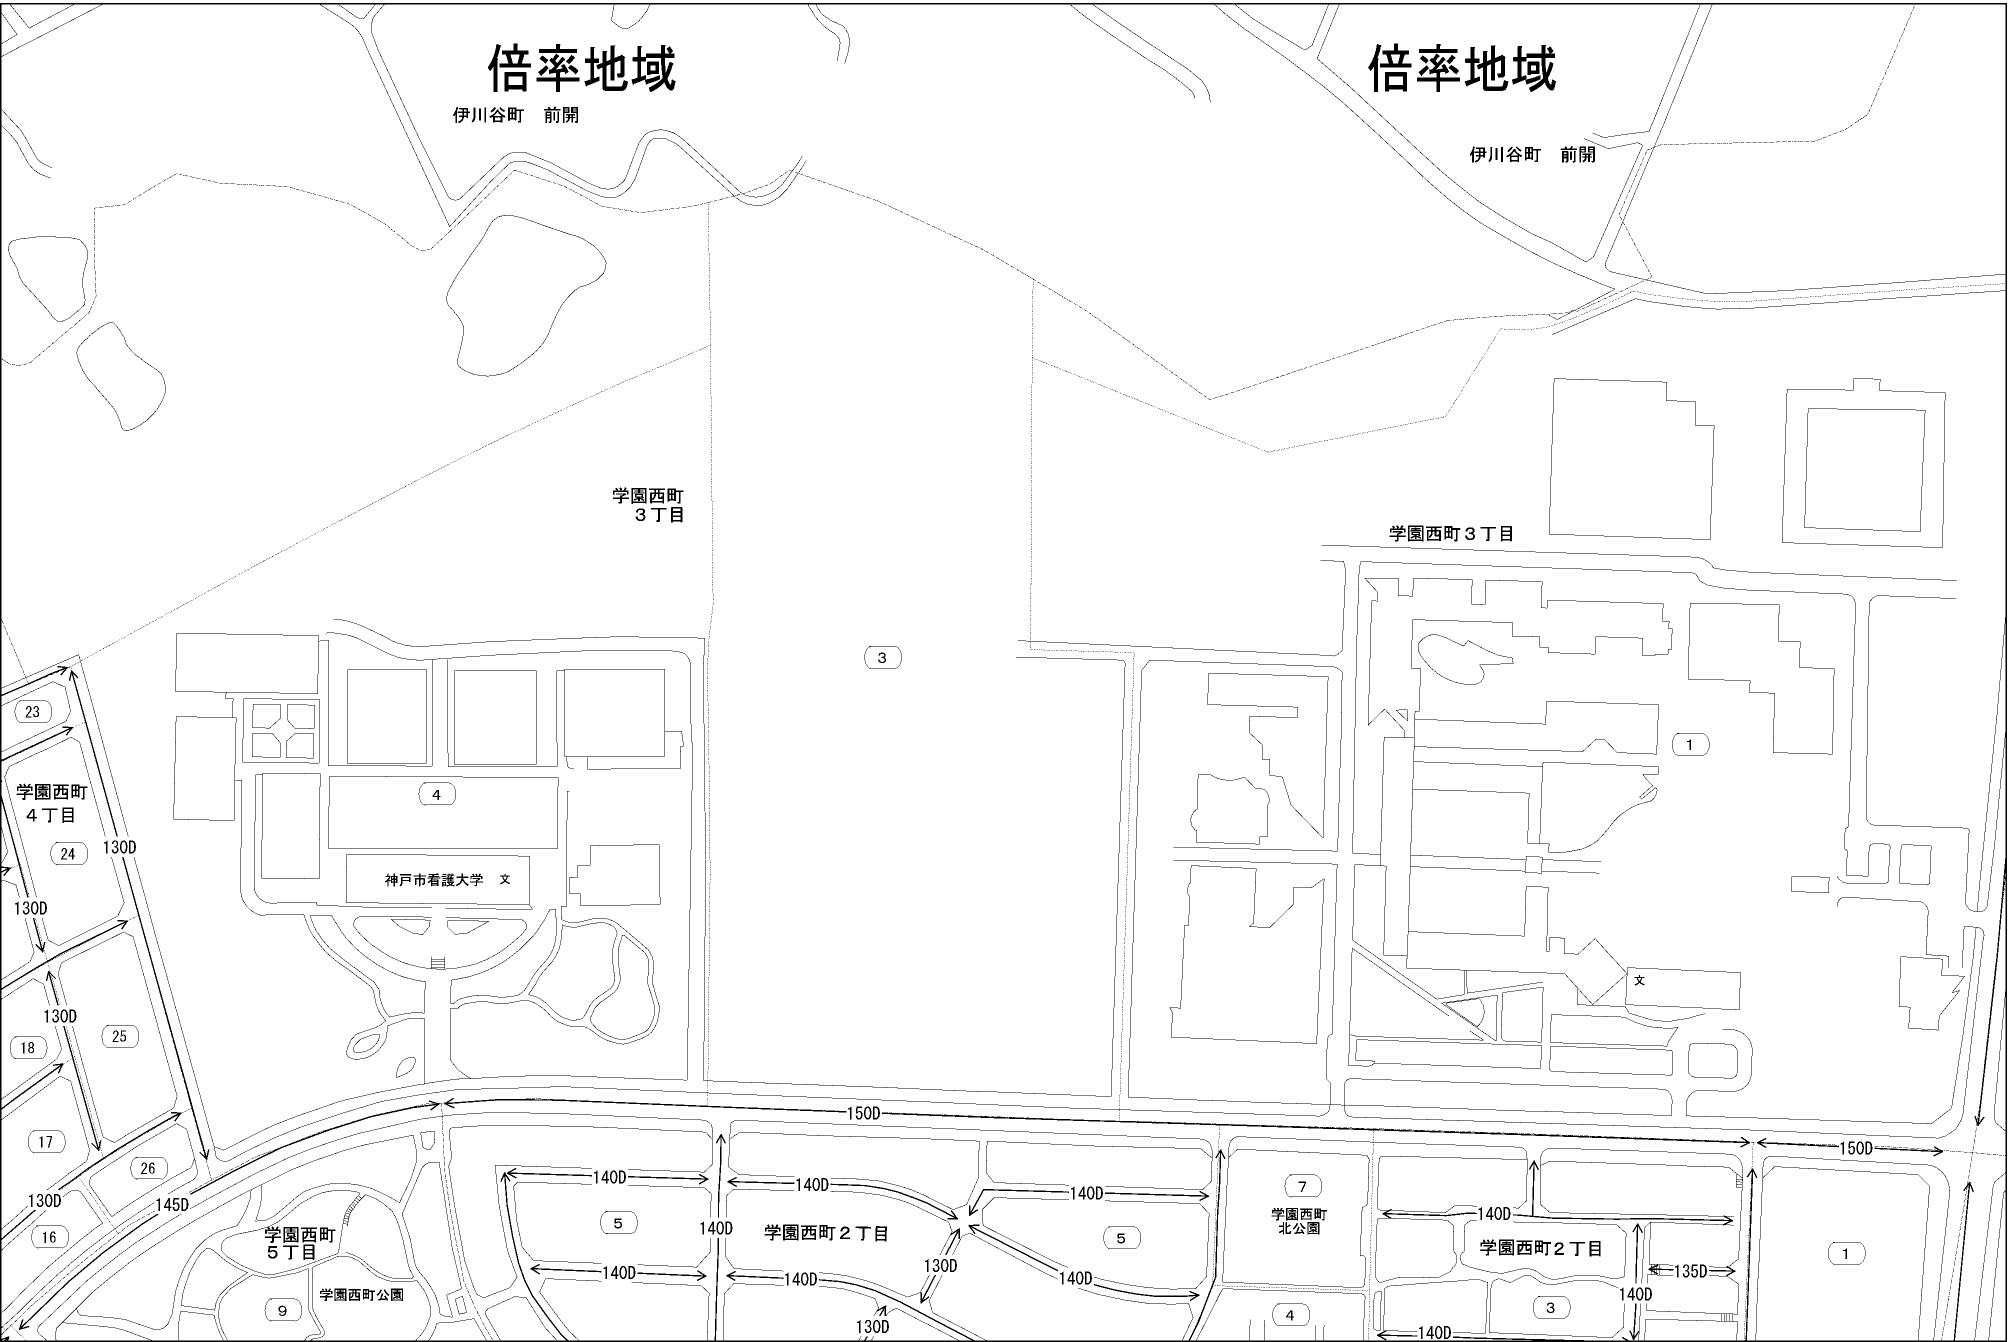 倍率地域
伊川谷町　前開
倍率地域
伊川谷町　前開
学園西町
３丁目
学園西町３丁目
3
1
4
神戸市看護大学　文
文
23
学園西町
４丁目
24
130D
130D
130D
25
18
17
26
130D
16
145D
150D
150D
学園西町
５丁目
学園西町公園
9
140D
5
140D
140D
140D
学園西町２丁目
140D
130D
130D
140D
5
140D
7
学園西町
北公園
4
140D
学園西町２丁目
135D
140D
3
140D
1